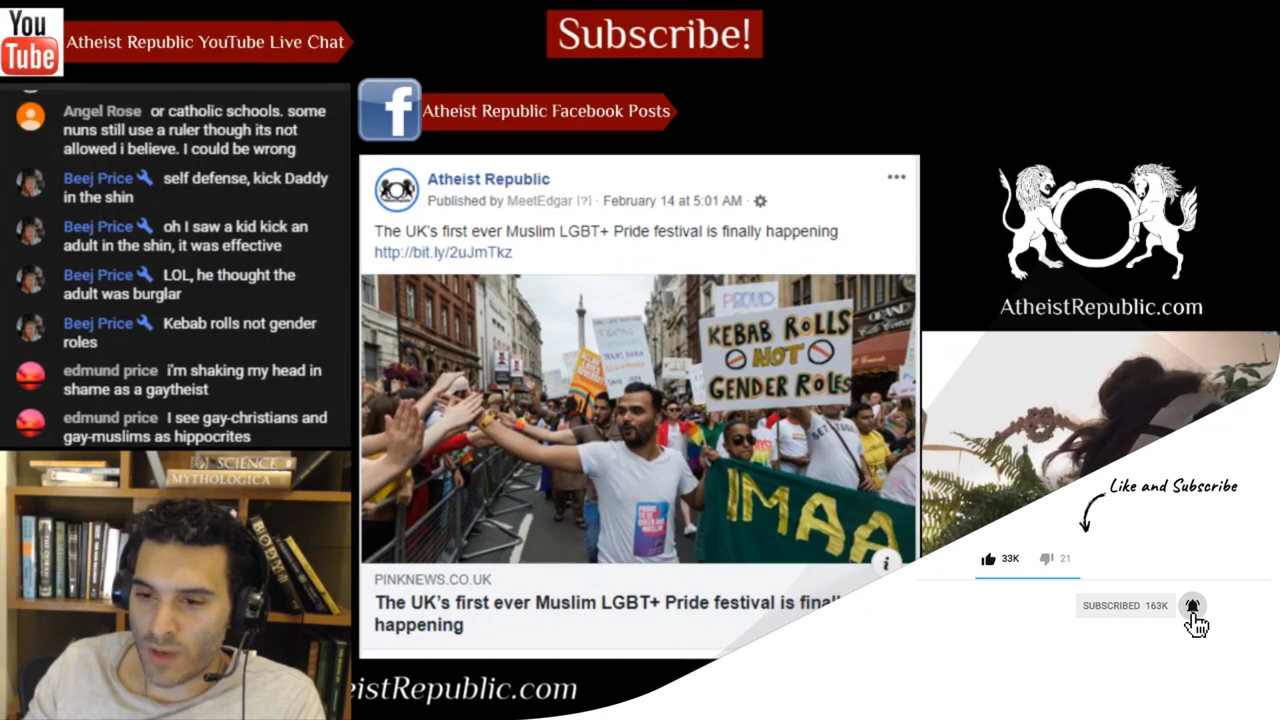 You
Tube
Atheist Republic YouTube Live Chat
Subscribe!
Angel Rose or catholic schools. some
nuns still use a ruler though its not
allowed i believe. I could be wrong
Beej Price self defense, kick Daddy
in the shin
Beej Price oh I saw a kid kick an
adult in the shin, it was effective
Beej Price LOL, he thought the
adult was burglar
Beej Price Kebab rolls not gender
roles
edmund price i'm shaking my head in
shame as a gaytheist
edmund price I see gay-christians and
gay-muslims as hippocrites
f
Atheist Republic Facebook Posts
Atheist Republic
Published by MeetEdgar [?] · February 14 at 5:01 AM ·
The UK's first ever Muslim LGBT+ Pride festival is finally happening
http://bit.ly/2uJmTkz
PROUD
KEBAB ROLLS
NOT
GENDER ROLES
IMAA
i
PINKNEWS.CO.UK
The UK's first ever Muslim LGBT+ Pride festival is final
happening
AtheistRepublic.com
Like and Subscribe
33K
21
SUBSCRIBED 163K
SCIENCE
MYTHOLOGICA
eistRepublic.com